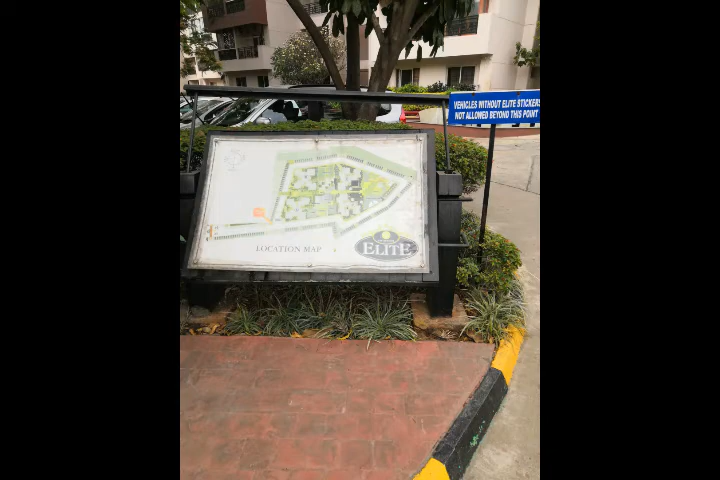 VEHICLES WITHOUT ELITE STICKERS
NOT ALLOWED BEYOND THIS POINT
LOCATION MAP
ELITE